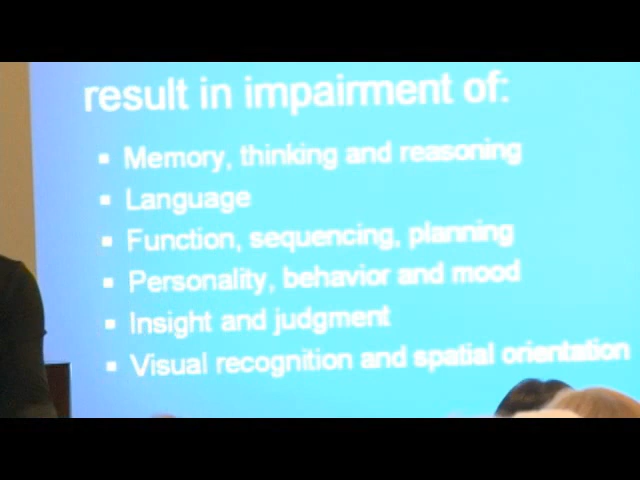 result in impairment of:
▪ Memory, thinking and reasoning
▪ Language
▪ Function, sequencing, planning
▪ Personality, behavior and mood
▪ Insight and judgment
▪ Visual recognition and spatial orientation